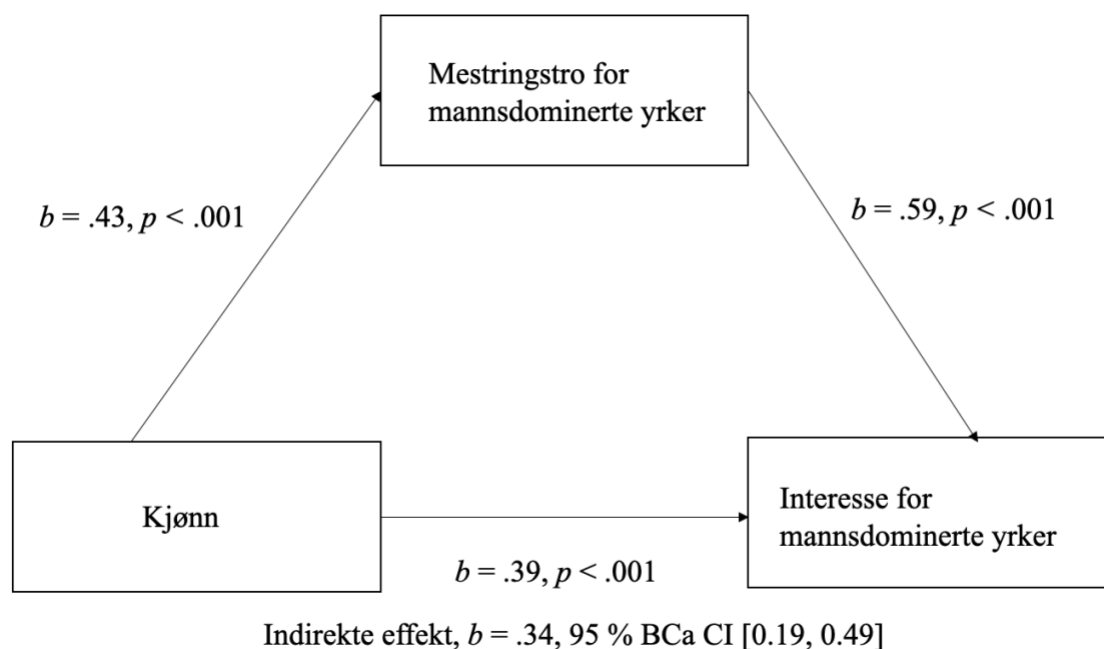 Mestringstro for
mannsdominerte yrker
b = .43, p < .001
b = .59, p < .001
Kjønn
Interesse for
mannsdominerte yrker
b = .39, p < .001
Indirekte effekt, b = .34, 95 % BCa CI [0.19, 0.49]